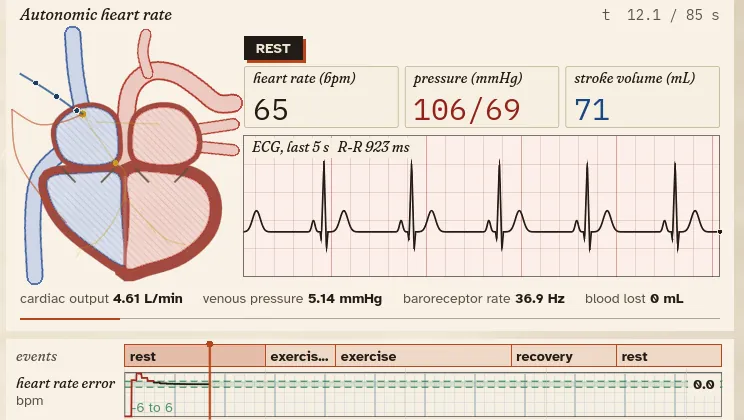 Autonomic heart rate
t 12.1 / 85 s
REST
heart rate (bpm)
65
pressure (mmHg)
106/69
stroke volume (mL)
71
ECG, last 5 s R-R 923 ms
cardiac output 4.61 L/min venous pressure 5.14 mmHg baroreceptor rate 36.9 Hz blood lost 0 mL
events rest exercis... exercise recovery rest
heart rate error
bpm
-6 to 6
0.0